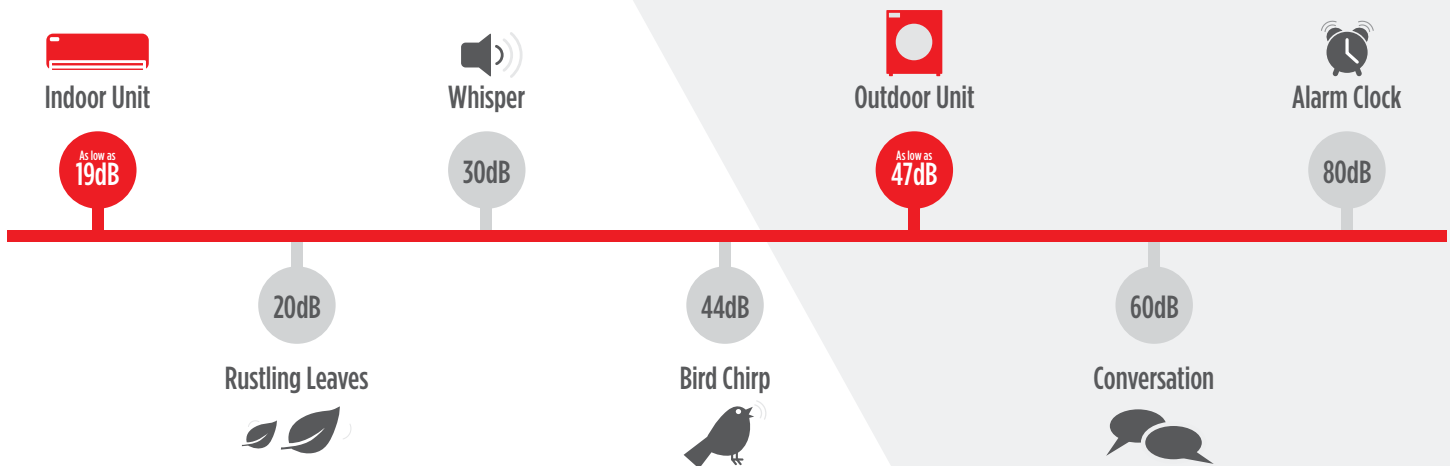 Indoor Unit
As low as
19dB
Rustling Leaves
20dB
Whisper
30dB
Bird Chirp
44dB
Outdoor Unit
As low as
47dB
Conversation
60dB
Alarm Clock
80dB